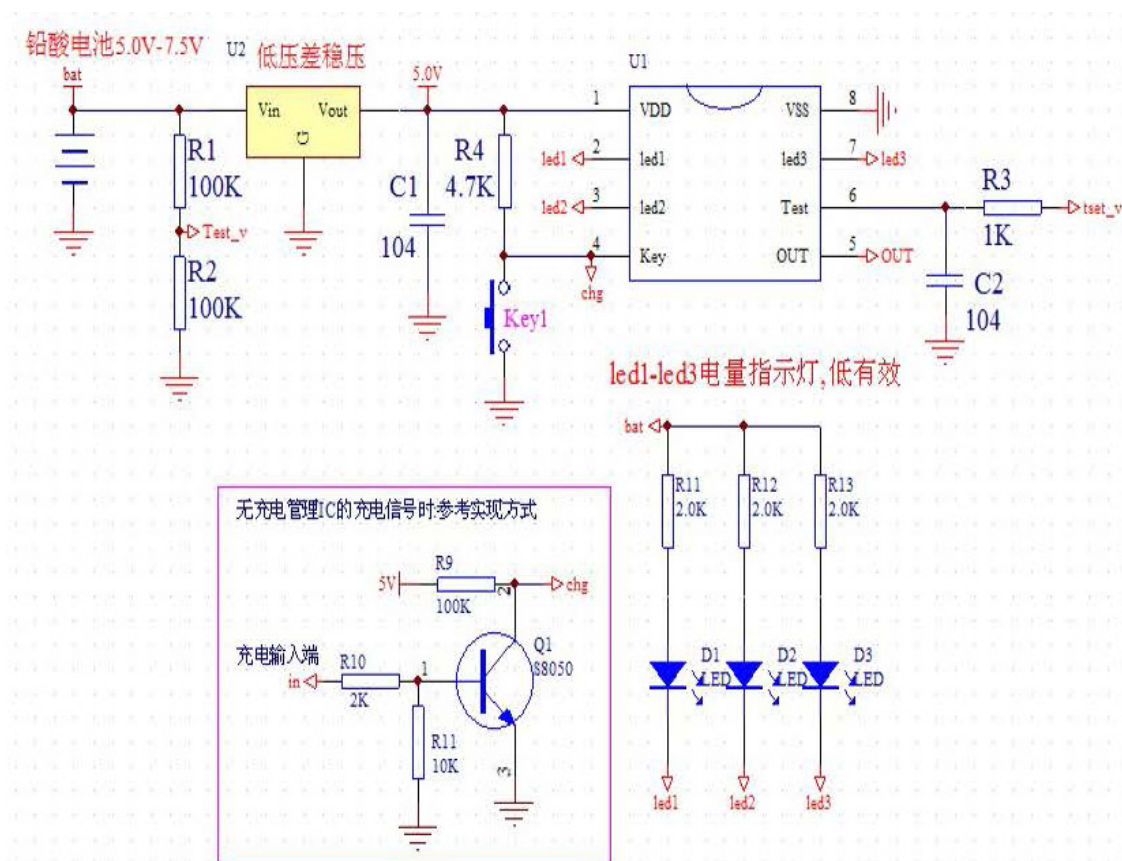 铅酸电池5.0V-7.5V
bat
U2
低压差稳压
Vin
Vout
G
5.0V
R1
100K
Test_v
R2
100K
C1
104
R4
4.7K
Key1
chg
U1
1
VDD
VSS
8
led1
2
led1
led3
7
led3
led2
3
led2
Test
6
R3
1K
tset_v
4
Key
OUT
5
OUT
C2
104
led1-led3电量指示灯,低有效
bat
R11
2.0K
R12
2.0K
R13
2.0K
D1
LED
D2
LED
D3
LED
led1
led2
led3
无充电管理IC的充电信号时:参考实现方式
R9
5V
100K
2
chg
充电输入端
in
R10
2K
1
Q1
S8050
R11
10K
3